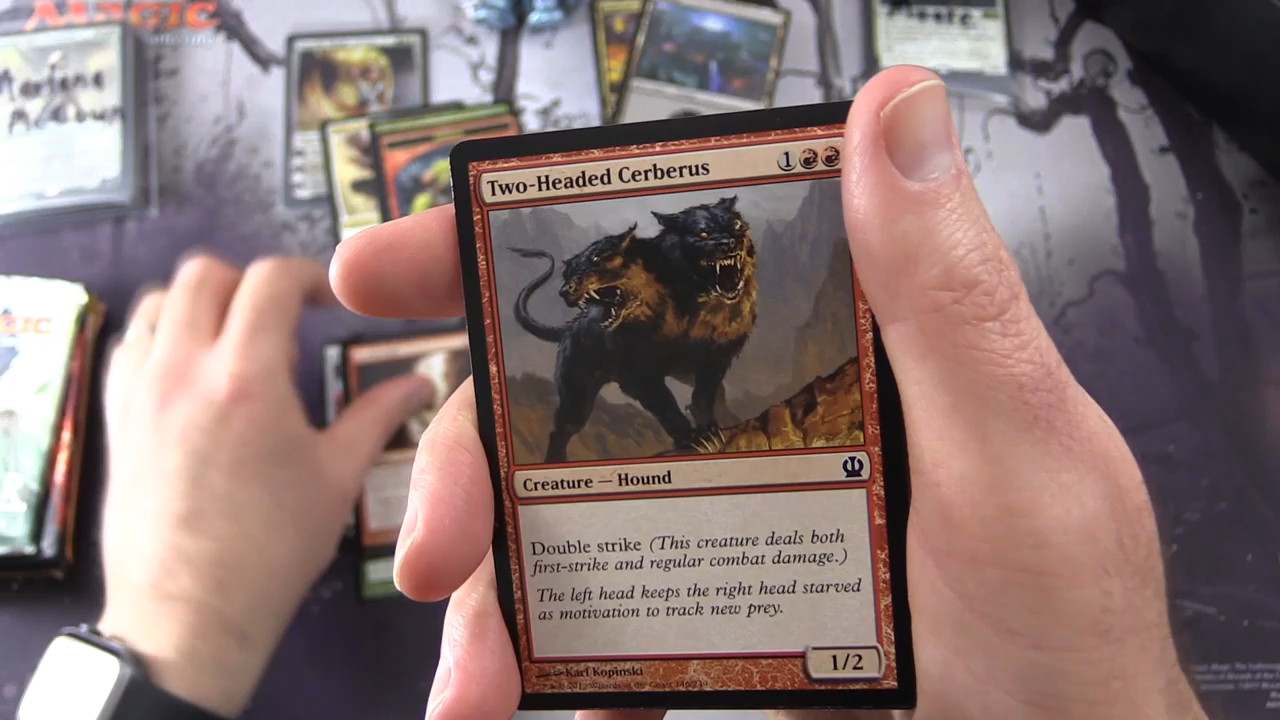 MAGIC
Two-Headed Cerberus 1
Creature — Hound
Double strike (This creature deals both
first-strike and regular combat damage.)
The left head keeps the right head starved
as motivation to track new prey.
1/2
Karl Kopinski